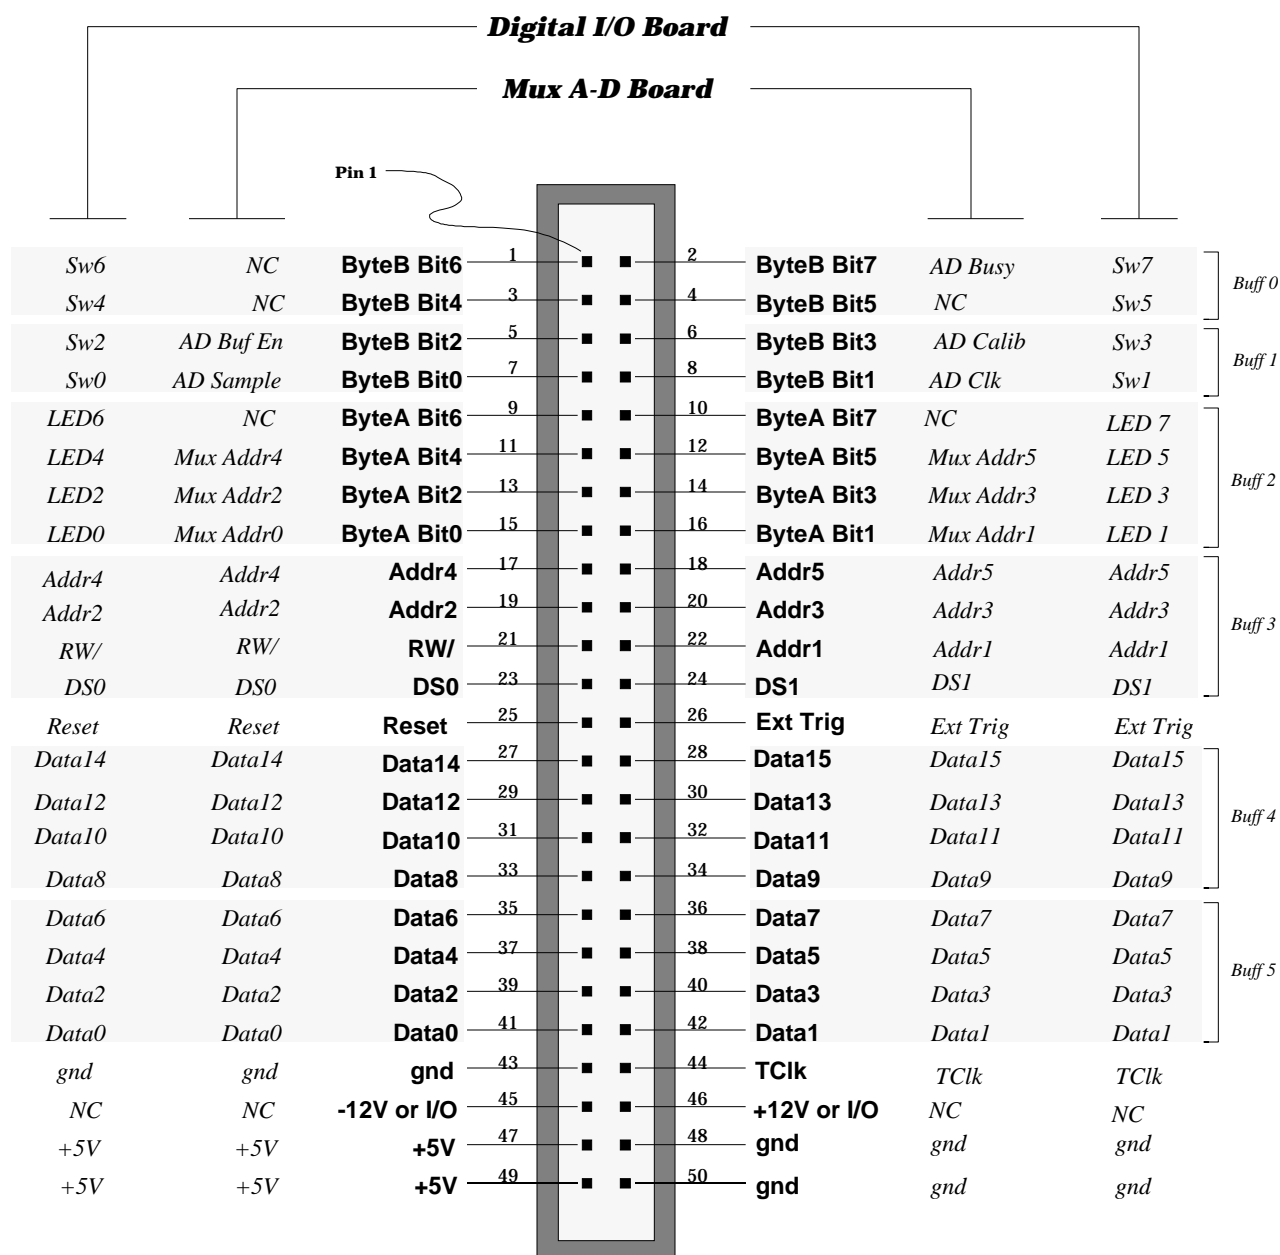 Digital I/O Board
Mux A-D Board
Pin 1
Sw6 NC ByteB Bit6 1 2 ByteB Bit7 AD Busy Sw7
Buff 0
Sw4 NC ByteB Bit4 3 4 ByteB Bit5 NC Sw5
Sw2 AD Buf En ByteB Bit2 5 6 ByteB Bit3 AD Calib Sw3
Buff 1
Sw0 AD Sample ByteB Bit0 7 8 ByteB Bit1 AD Clk Sw1
LED6 NC ByteA Bit6 9 10 ByteA Bit7 NC LED 7
LED4 Mux Addr4 ByteA Bit4 11 12 ByteA Bit5 Mux Addr5 LED 5
Buff 2
LED2 Mux Addr2 ByteA Bit2 13 14 ByteA Bit3 Mux Addr3 LED 3
LED0 Mux Addr0 ByteA Bit0 15 16 ByteA Bit1 Mux Addr1 LED 1
Addr4 Addr4 Addr4 17 18 Addr5 Addr5 Addr5
Addr2 Addr2 Addr2 19 20 Addr3 Addr3 Addr3
Buff 3
RW/ RW/ RW/ 21 22 Addr1 Addr1 Addr1
DS0 DS0 DS0 23 24 DS1 DS1 DS1
Reset Reset Reset 25 26 Ext Trig Ext Trig Ext Trig
Data14 Data14 Data14 27 28 Data15 Data15 Data15
Data12 Data12 Data12 29 30 Data13 Data13 Data13
Buff 4
Data10 Data10 Data10 31 32 Data11 Data11 Data11
Data8 Data8 Data8 33 34 Data9 Data9 Data9
Data6 Data6 Data6 35 36 Data7 Data7 Data7
Data4 Data4 Data4 37 38 Data5 Data5 Data5
Buff 5
Data2 Data2 Data2 39 40 Data3 Data3 Data3
Data0 Data0 Data0 41 42 Data1 Data1 Data1
gnd gnd gnd 43 44 TClk TClk TClk
NC NC -12V or I/O 45 46 +12V or I/O NC NC
+5V +5V +5V 47 48 gnd gnd gnd
+5V +5V +5V 49 50 gnd gnd gnd